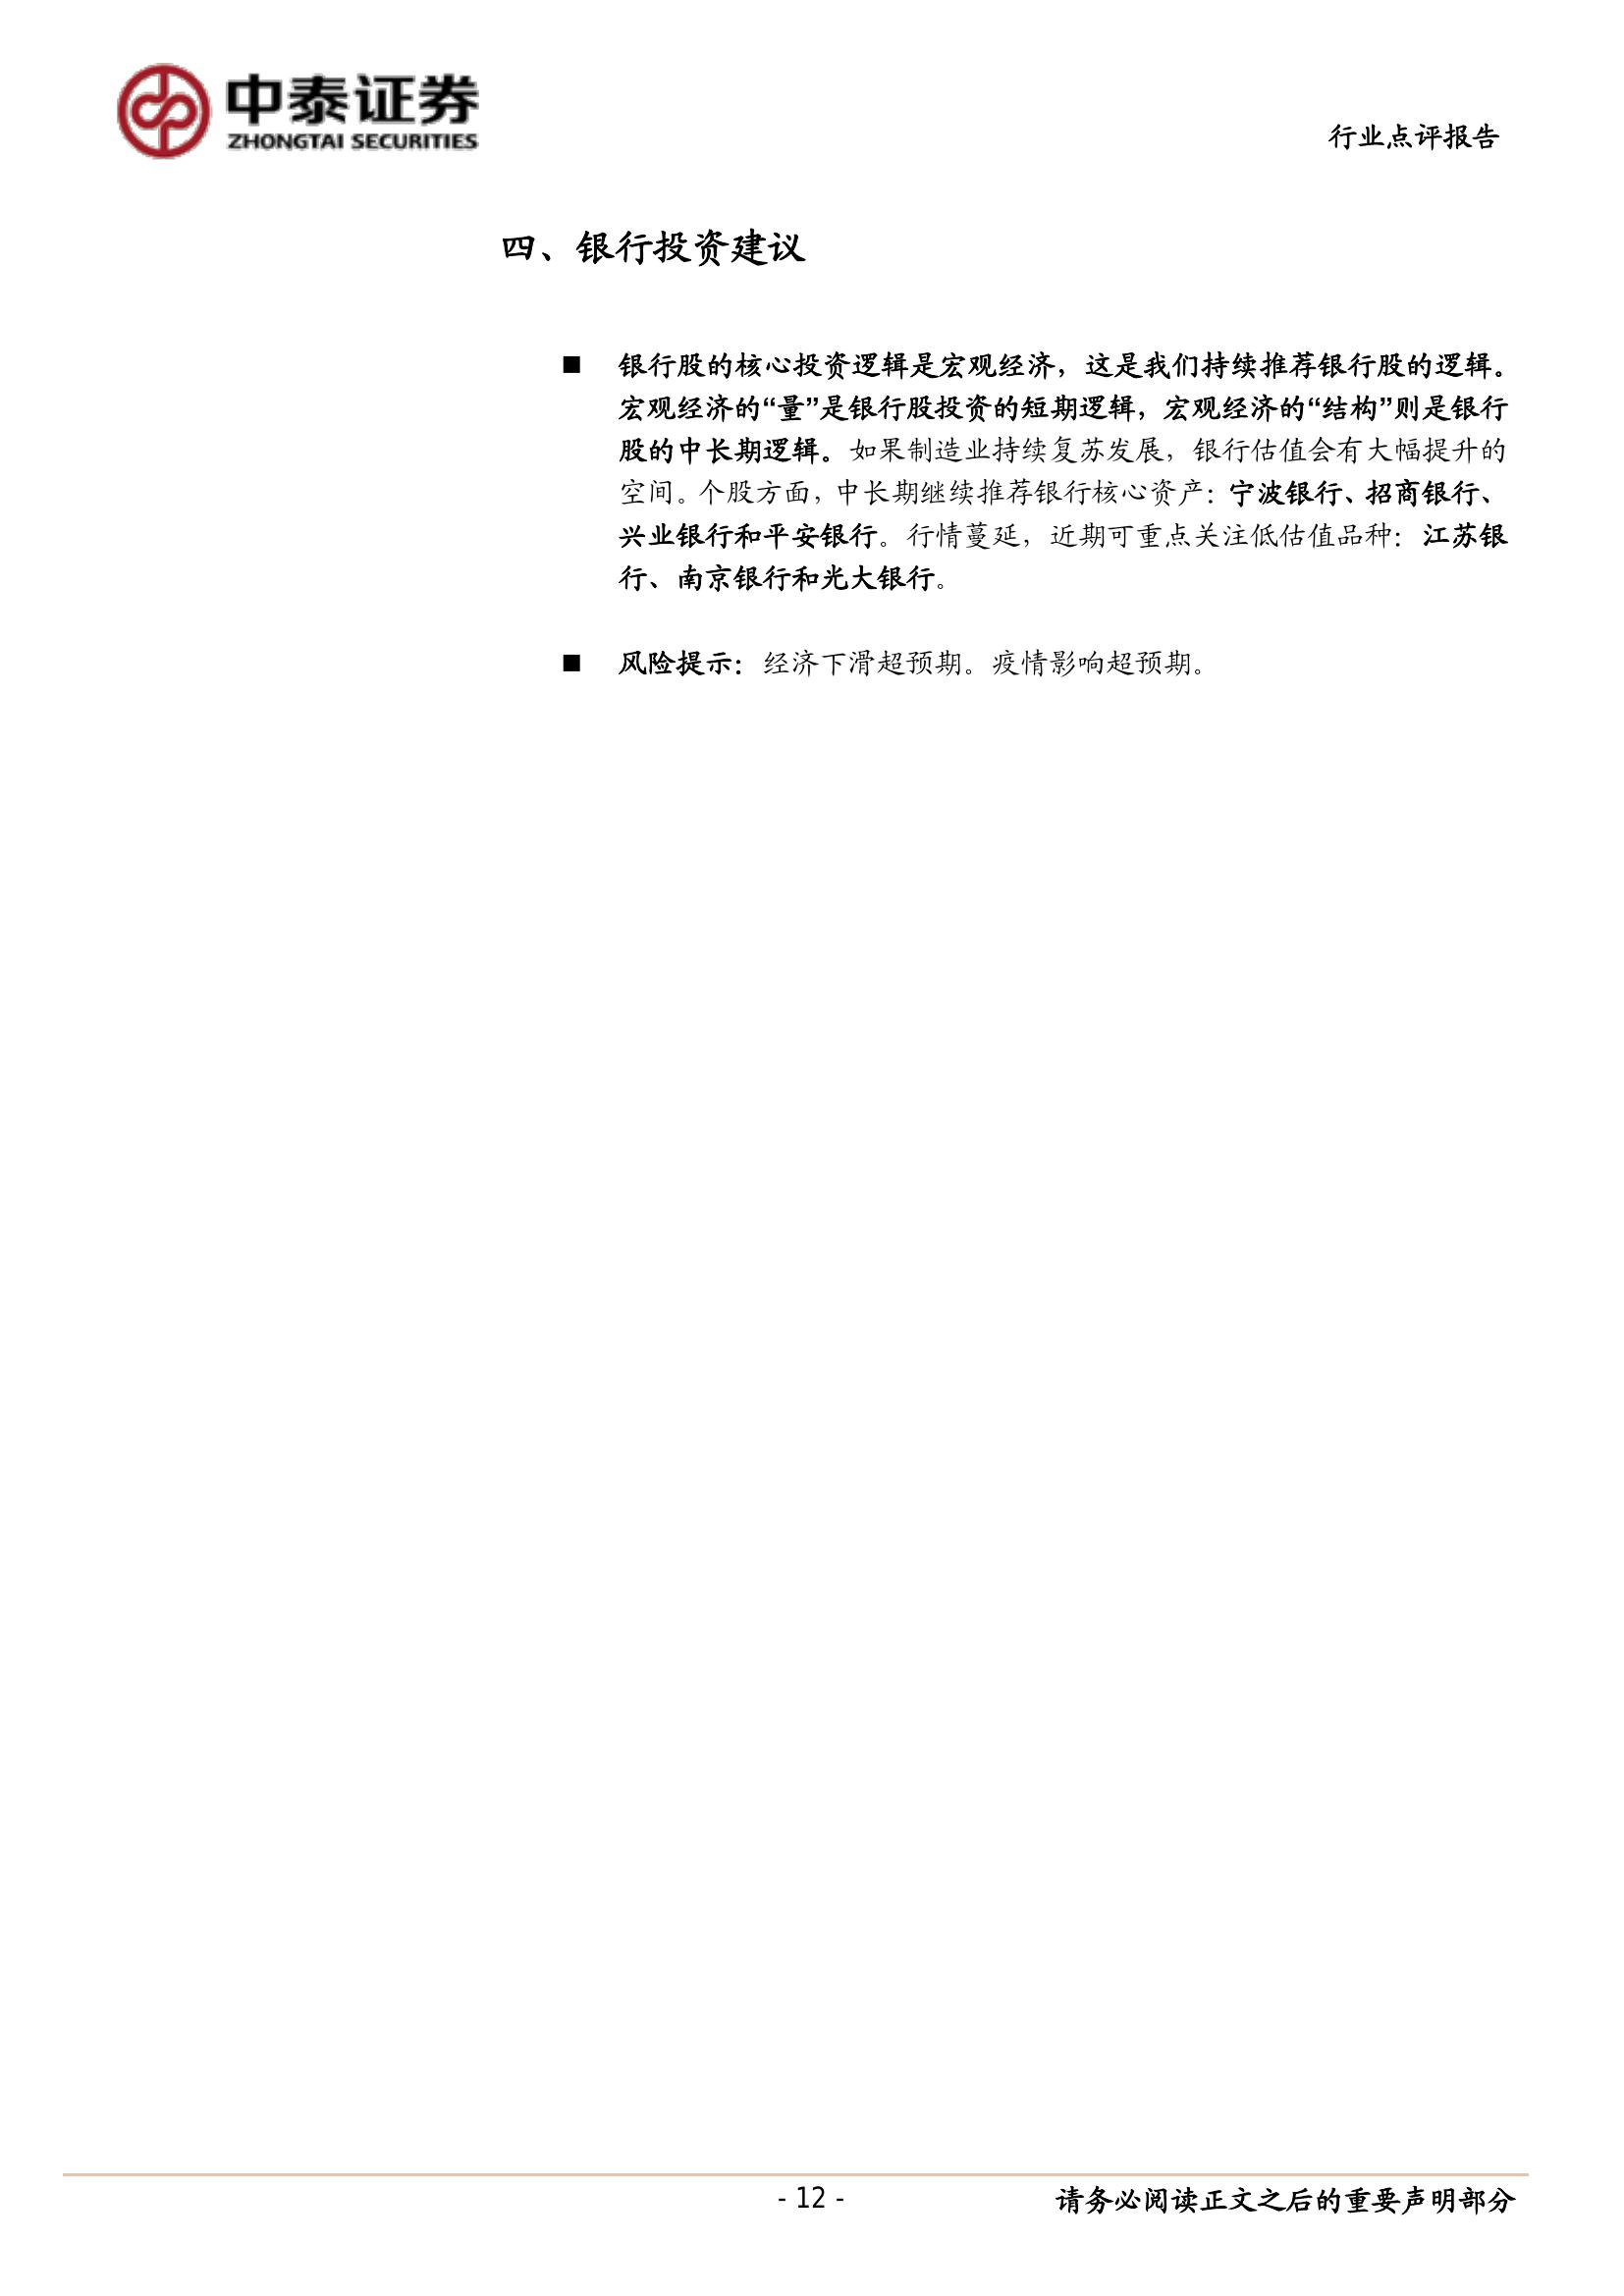 中泰证券
ZHONGTAI SECURITIES
行业点评报告
四、银行投资建议
■ 银行股的核心投资逻辑是宏观经济，这是我们持续推荐银行股的逻辑。
宏观经济的“量”是银行股投资的短期逻辑，宏观经济的“结构”则是银行
股的中长期逻辑。如果制造业持续复苏发展，银行估值会有大幅提升的
空间。个股方面，中长期继续推荐银行核心资产：宁波银行、招商银行、
兴业银行和平安银行。行情蔓延，近期可重点关注低估值品种：江苏银
行、南京银行和光大银行。
■ 风险提示：经济下滑超预期。疫情影响超预期。
- 12 -
请务必阅读正文之后的重要声明部分